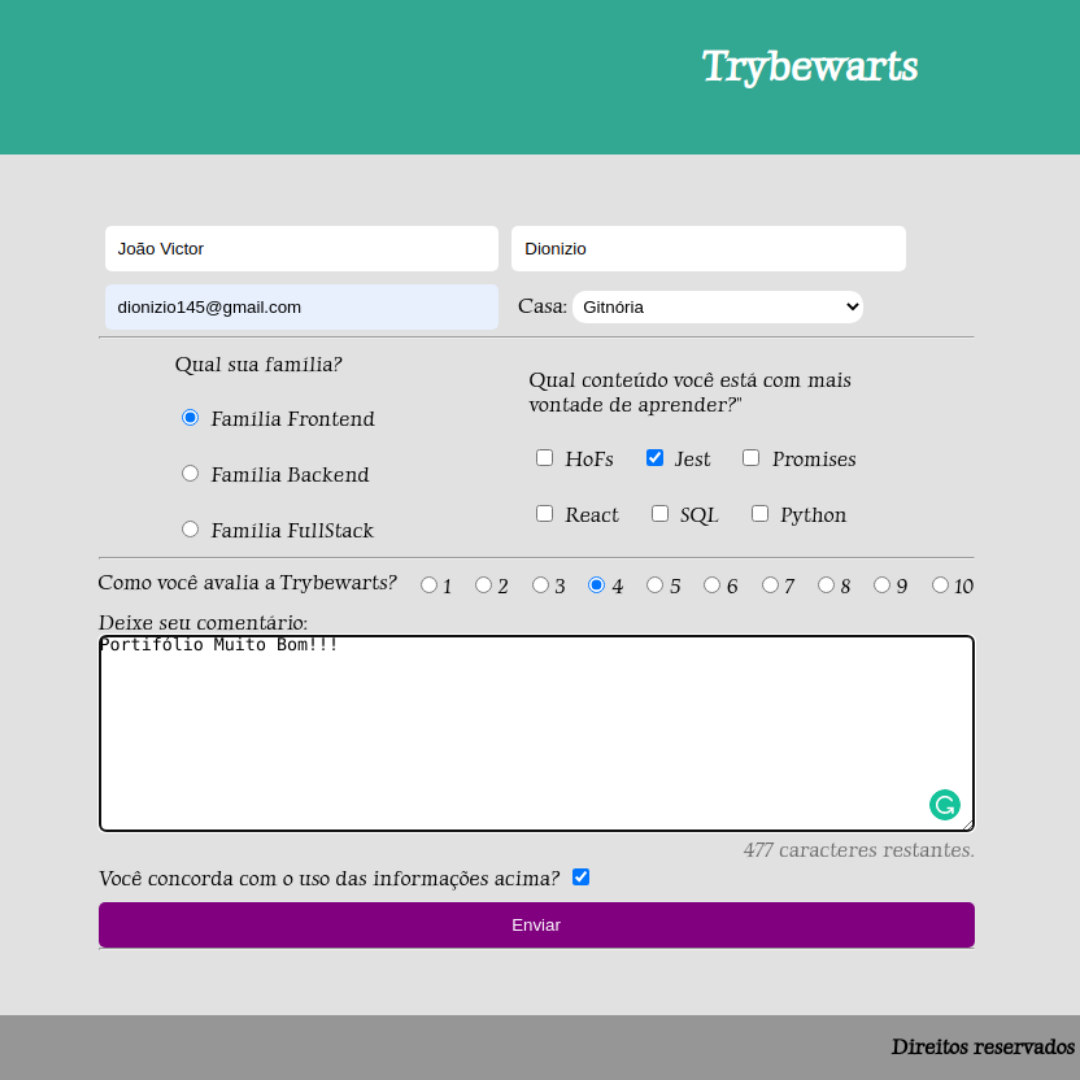 Trybewarts
João Victor Dionizio
dionizio145@gmail.com Casa: Gitnória
Qual sua família?
Família Frontend
Família Backend
Família FullStack
Qual conteúdo você está com mais
vontade de aprender?"
HoFs Jest Promises
React SQL Python
Como você avalia a Trybewarts? 1 2 3 4 5 6 7 8 9 10
Deixe seu comentário:
Portifólio Muito Bom!!!
477 caracteres restantes.
Você concorda com o uso das informações acima?
Enviar
Direitos reservados